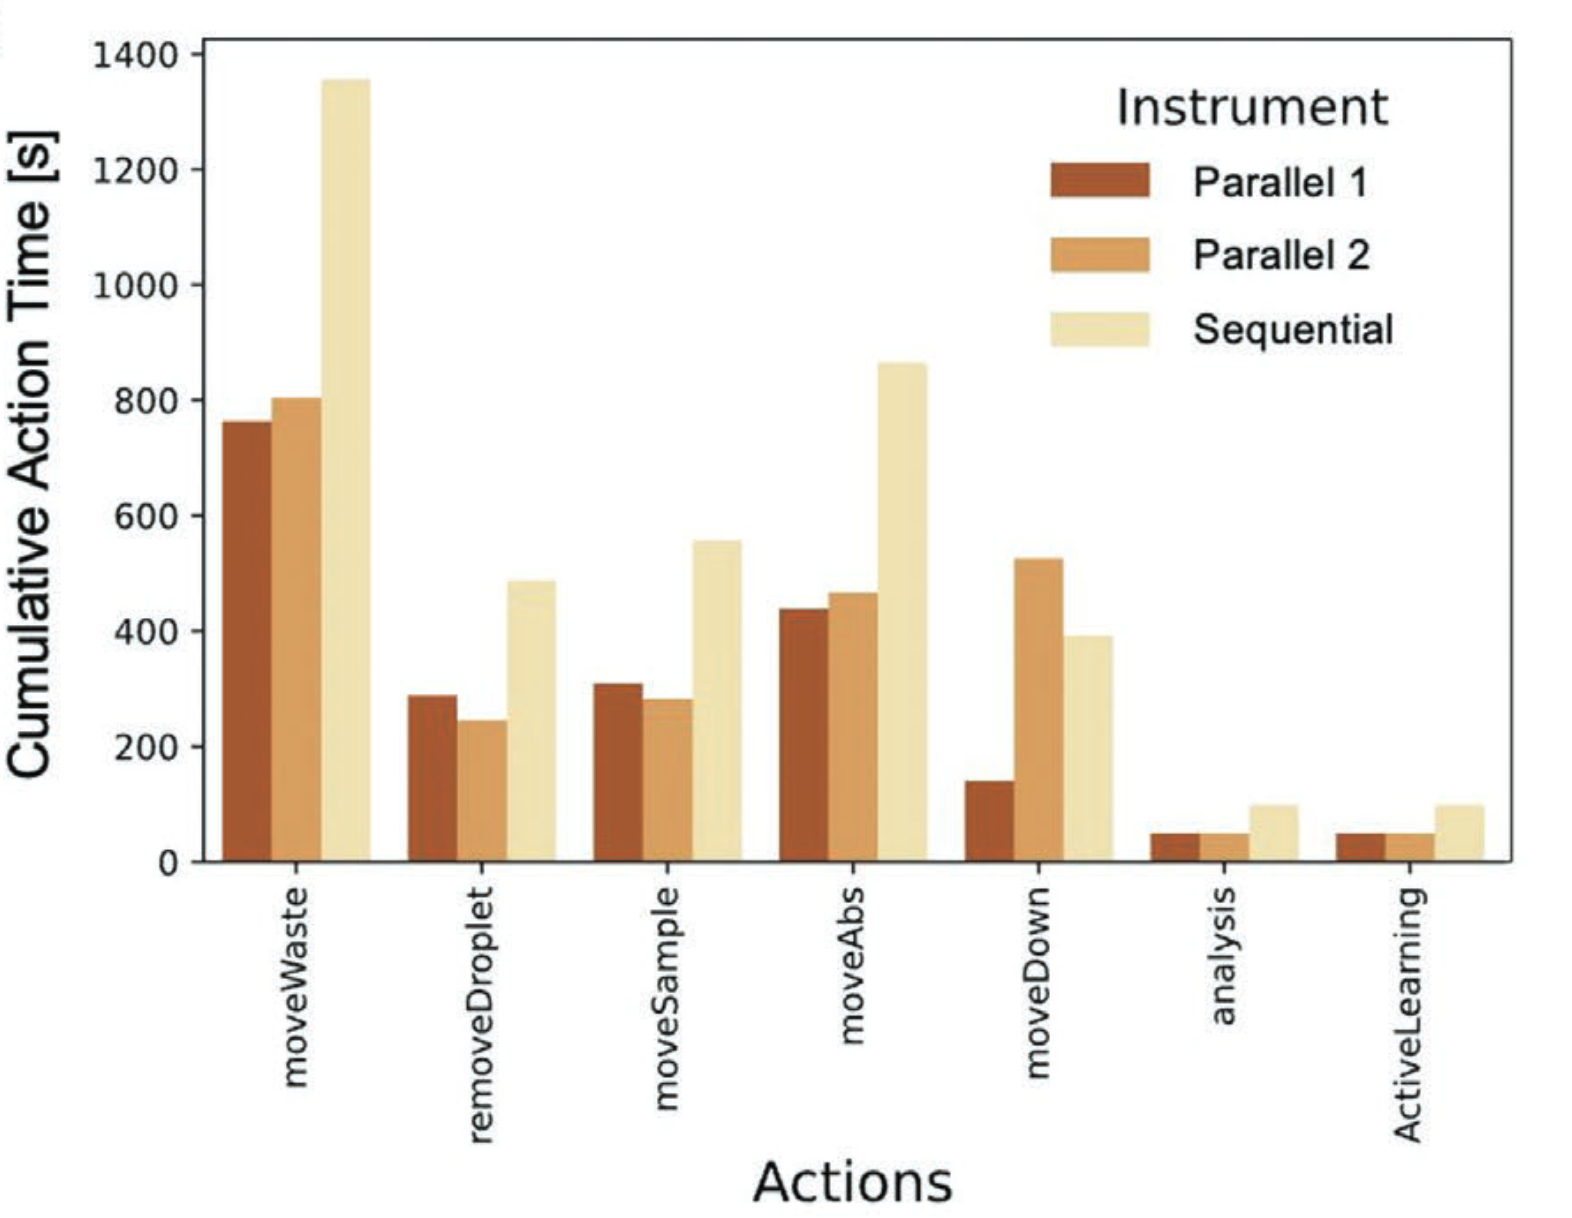 Cumulative Action Time [s]
1400
1200
1000
800
600
400
200
0
Instrument
Parallel 1
Parallel 2
Sequential
moveWaste
removeDroplet
moveSample
moveAbs
moveDown
analysis
ActiveLearning
Actions